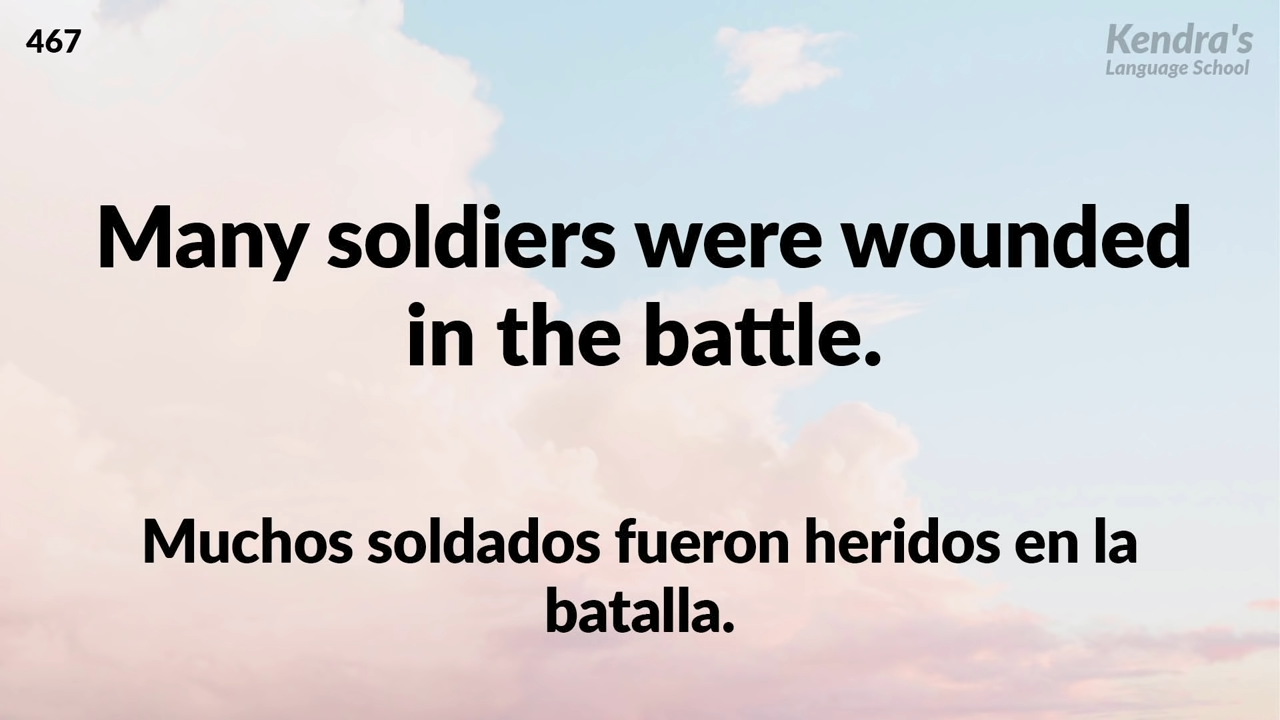 467
Kendra's
Language School
Many soldiers were wounded
in the battle.
Muchos soldados fueron heridos en la
batalla.